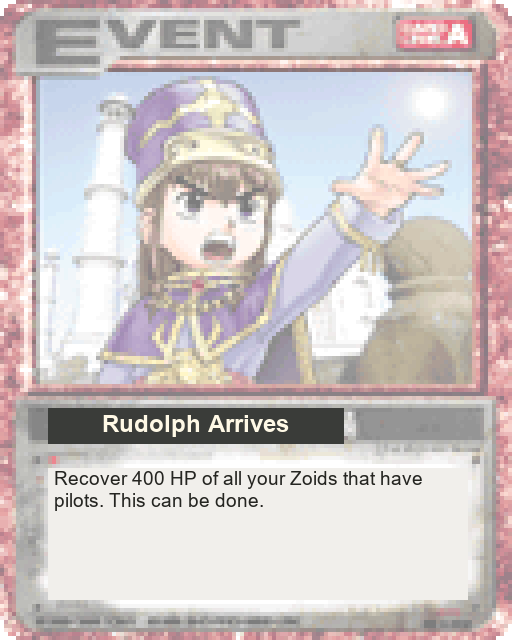 EVENT
A
Rudolph Arrives
Recover 400 HP of all your Zoids that have
pilots. This can be done.